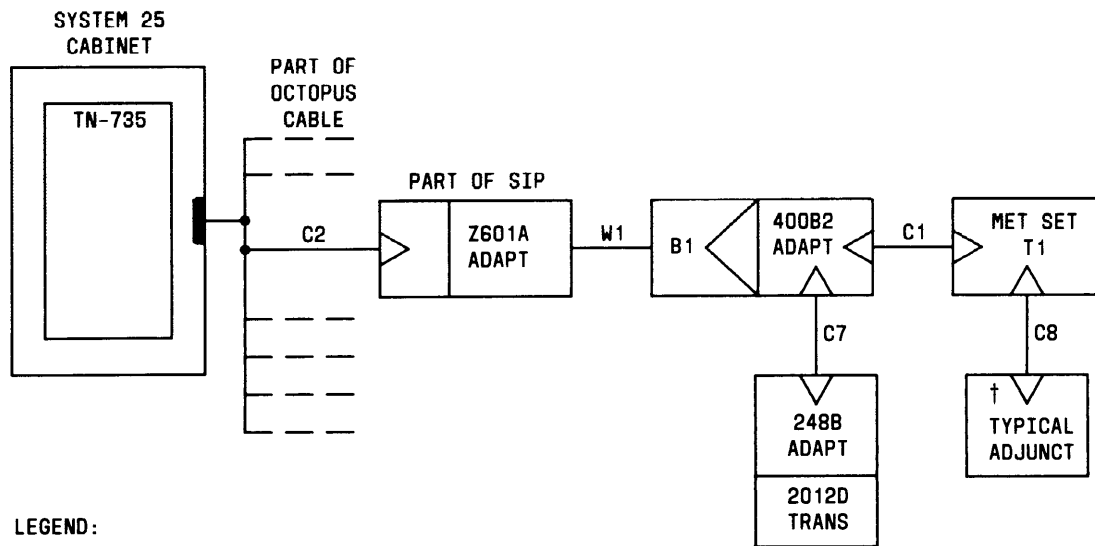 SYSTEM 25
CABINET
TN-735
PART OF
OCTOPUS
CABLE
C2
PART OF SIP
Z601A
ADAPT
W1
B1
400B2
ADAPT
C1
MET SET
T1
C7
C8
248B
ADAPT
2012D
TRANS
†
TYPICAL
ADJUNCT
LEGEND: